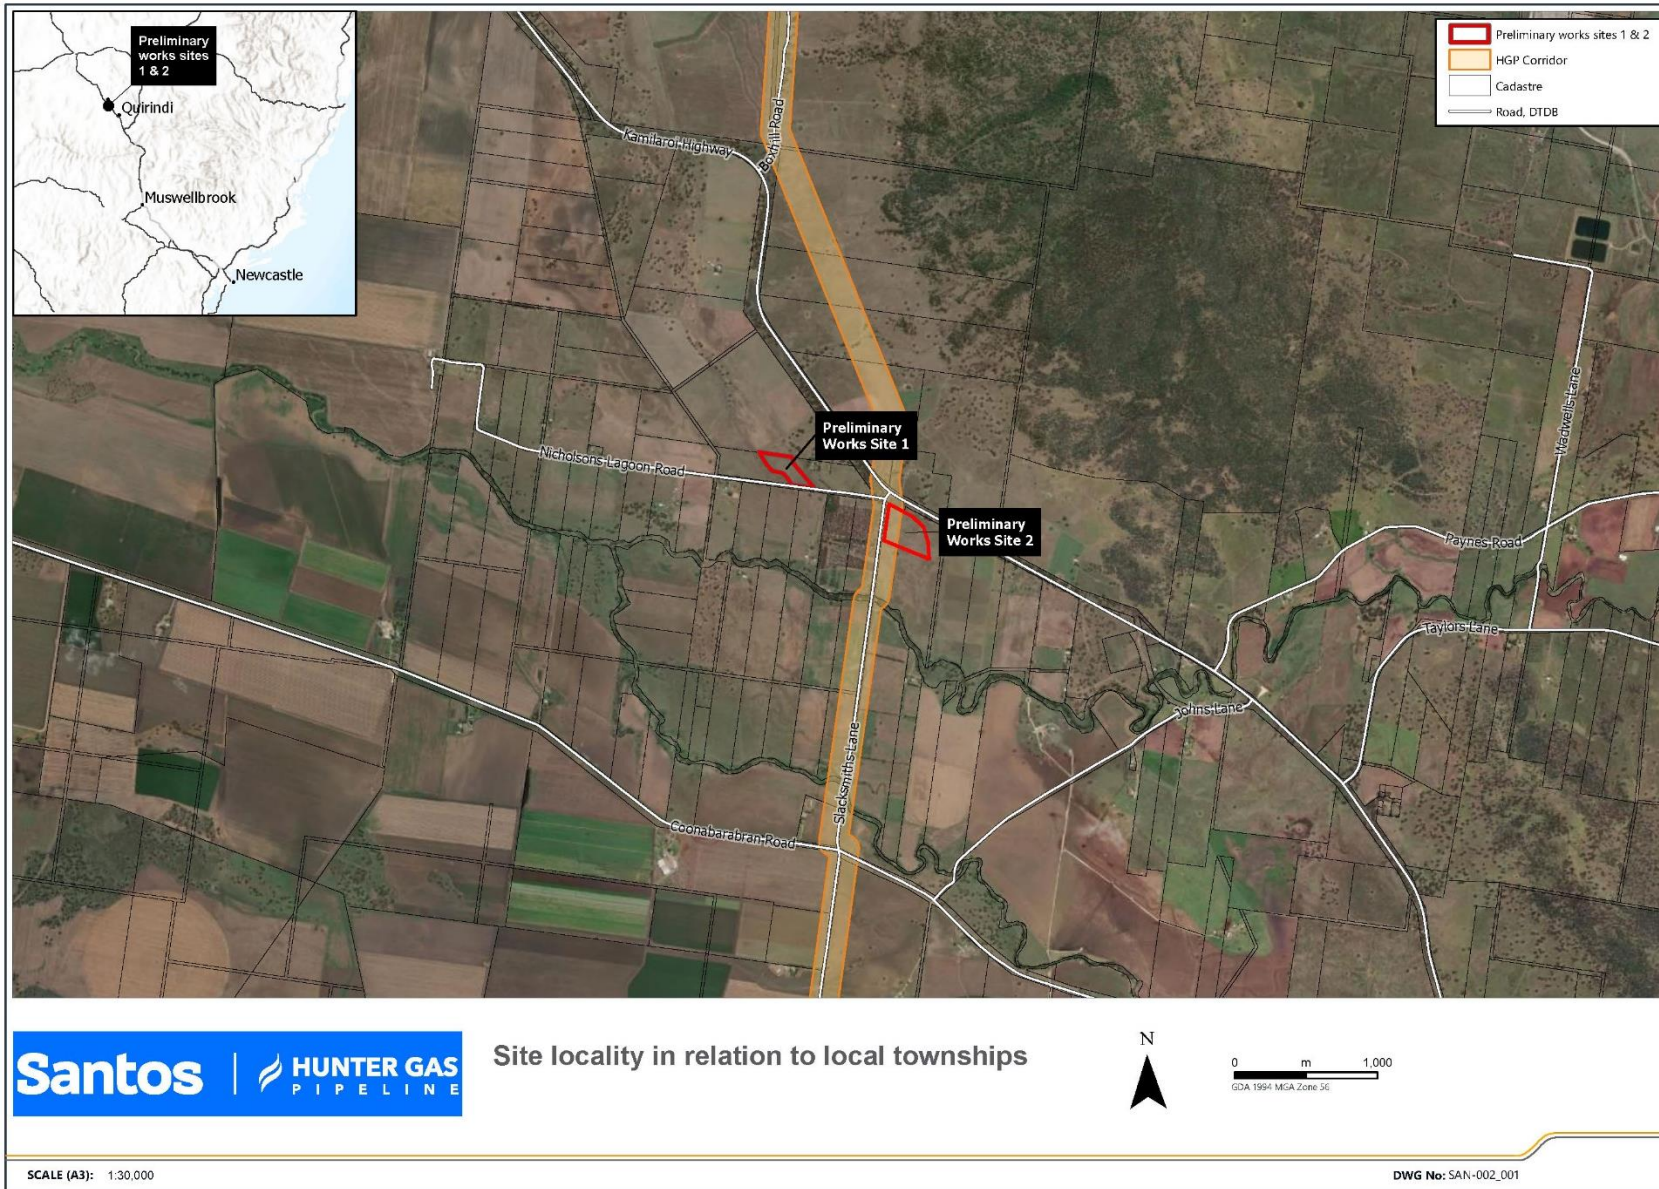 Preliminary
works sites
1 & 2
Quirindi
Muswellbrook
Newcastle
Preliminary works sites 1 & 2
HGP Corridor
Cadastre
Road, DTDB
Boxhill Road
Kamilaroi Highway
Wadwells Lane
Preliminary
Works Site 1
Nicholsons Lagoon Road
Preliminary
Works Site 2
Paynes Road
Taylors Lane
Johns Lane
Slacksmiths Lane
Coonabarabran Road
Santos
HUNTER GAS
PIPELINE
Site locality in relation to local townships
N
0 m 1,000
GDA 1994 MGA Zone 56
SCALE (A3): 1:30,000
DWG No: SAN-002_001